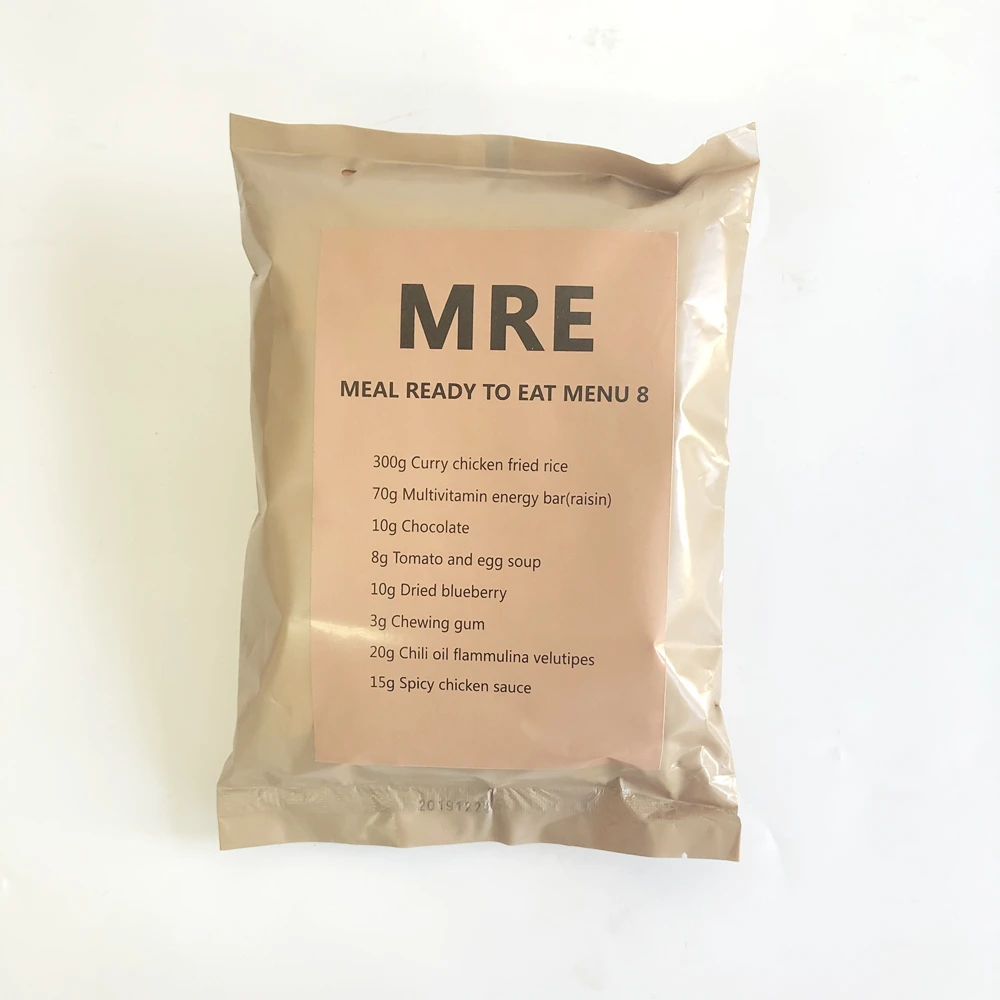 MRE
MEAL READY TO EAT MENU 8
300g Curry chicken fried rice
70g Multivitamin energy bar(raisin)
10g Chocolate
8g Tomato and egg soup
10g Dried blueberry
3g Chewing gum
20g Chili oil flammulina velutipes
15g Spicy chicken sauce